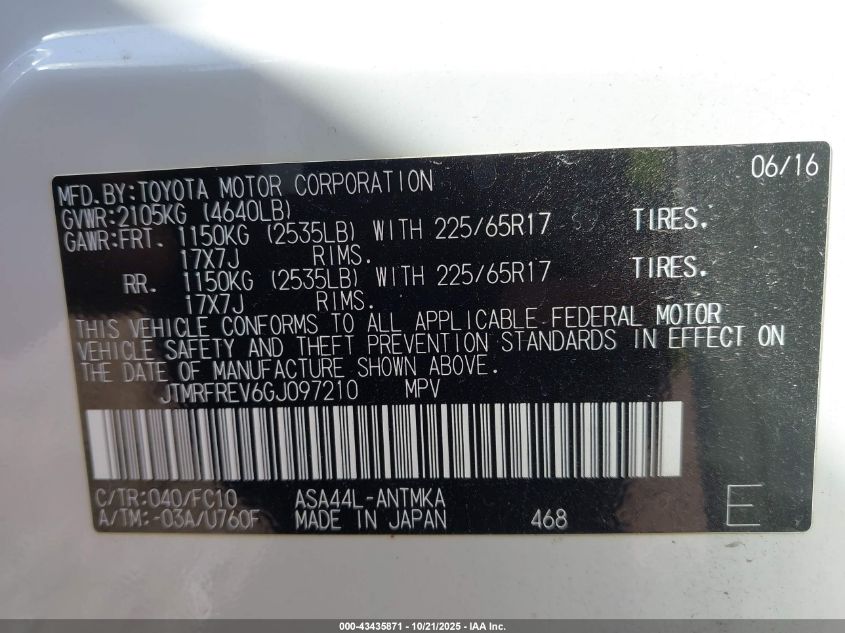 06/16
MFD.BY:TOYOTA MOTOR CORPORATION
GVWR:2105KG (4640LB)
GAWR:FRT. 1150KG (2535LB) WITH 225/65R17 TIRES.
17X7J RIMS.
RR. 1150KG (2535LB) WITH 225/65R17 TIRES.
17X7J RIMS.
THIS VEHICLE CONFORMS TO ALL APPLICABLE FEDERAL MOTOR
VEHICLE SAFETY AND THEFT PREVENTION STANDARDS IN EFFECT ON
THE DATE OF MANUFACTURE SHOWN ABOVE.
JTMRFREV6GJ097210 MPV
C/TR:040/FC10 ASA44L-ANTMKA
A/TM:-03A/U760F MADE IN JAPAN 468 E
000-43435871 - 10/21/2025 - IAA Inc.